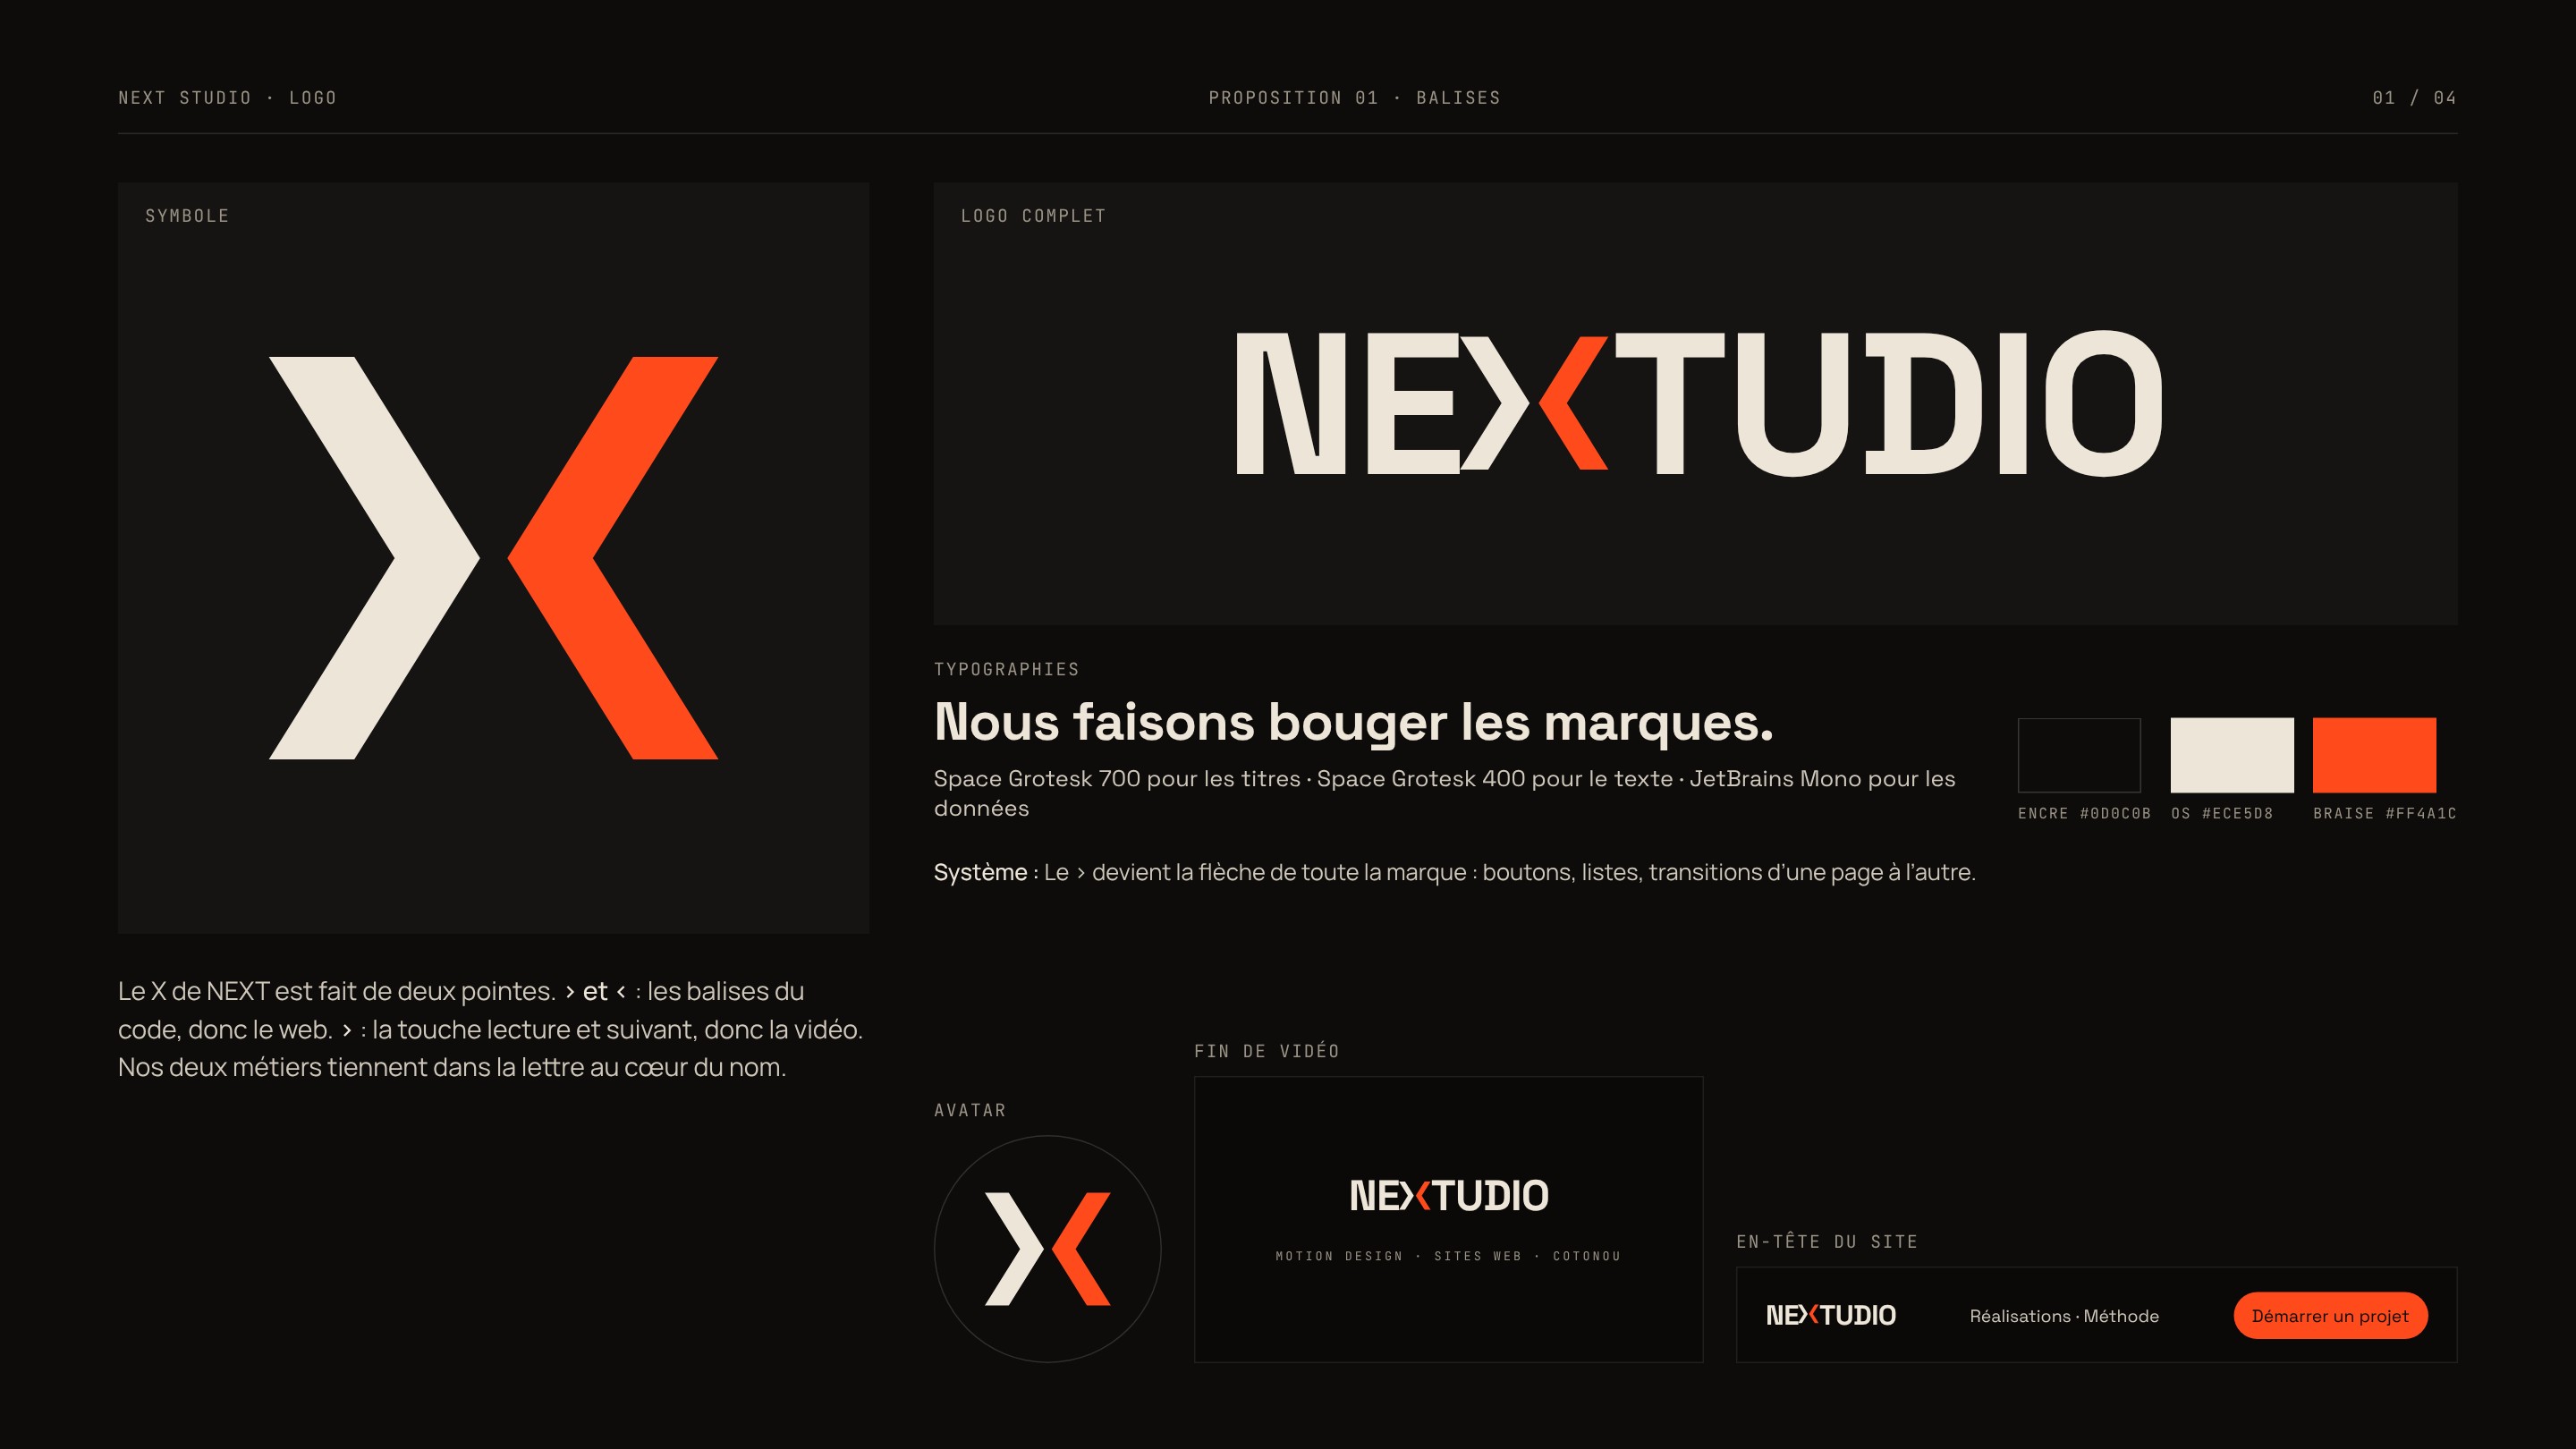 NEXT STUDIO · LOGO
PROPOSITION 01 · BALISES
01 / 04
SYMBOLE
LOGO COMPLET
NEXTUDIO
TYPOGRAPHIES
Nous faisons bouger les marques.
Space Grotesk 700 pour les titres · Space Grotesk 400 pour le texte · JetBrains Mono pour les
données
ENCRE #0D0C0B
OS #ECE5D8
BRAISE #FF4A1C
Système : Le › devient la flèche de toute la marque : boutons, listes, transitions d’une page à l’autre.
Le X de NEXT est fait de deux pointes. › et ‹ : les balises du
code, donc le web. › : la touche lecture et suivant, donc la vidéo.
Nos deux métiers tiennent dans la lettre au cœur du nom.
AVATAR
FIN DE VIDÉO
NEXTUDIO
MOTION DESIGN · SITES WEB · COTONOU
EN-TÊTE DU SITE
NEXTUDIO
Réalisations · Méthode
Démarrer un projet